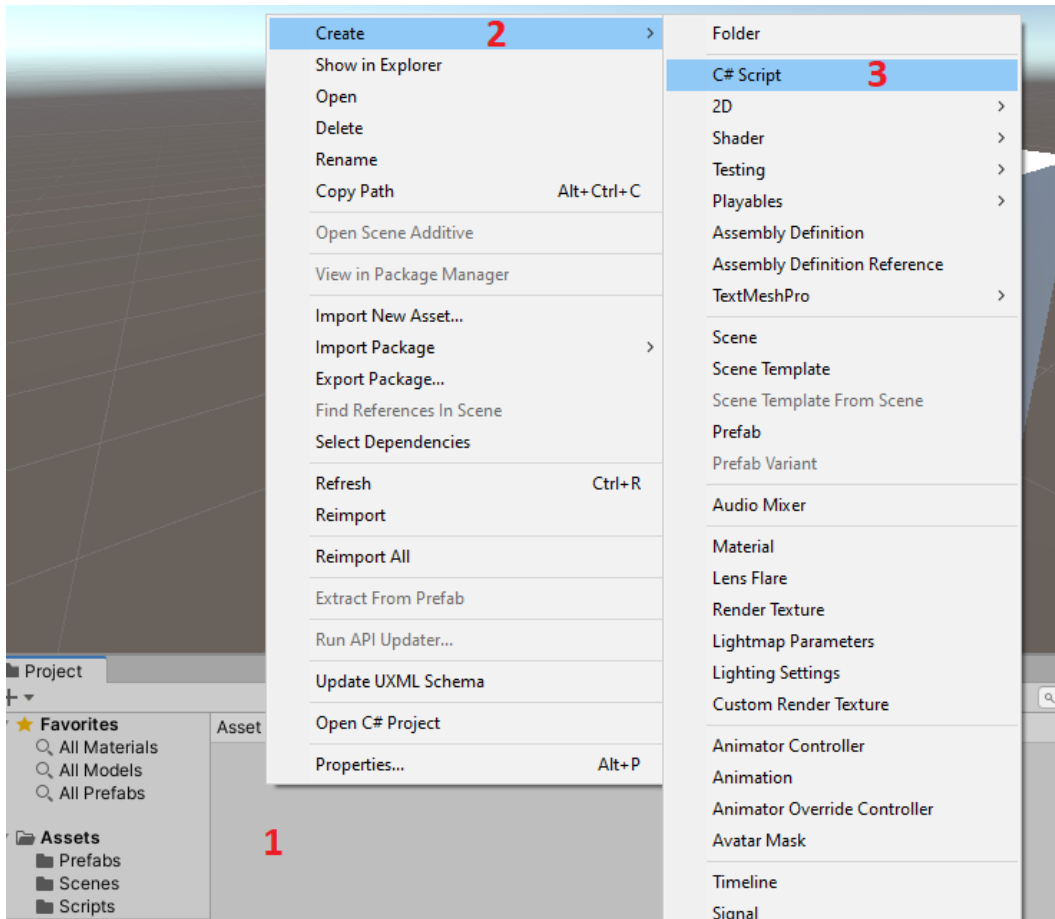 Create 2 >
Show in Explorer
Open
Delete
Rename
Copy Path Alt+Ctrl+C
Open Scene Additive
View in Package Manager
Import New Asset...
Import Package >
Export Package...
Find References In Scene
Select Dependencies
Refresh Ctrl+R
Reimport
Reimport All
Extract From Prefab
Run API Updater...
Update UXML Schema
Open C# Project
Properties... Alt+P
Folder
C# Script 3
2D >
Shader >
Testing >
Playables >
Assembly Definition
Assembly Definition Reference
TextMeshPro >
Scene
Scene Template
Scene Template From Scene
Prefab
Prefab Variant
Audio Mixer
Material
Lens Flare
Render Texture
Lightmap Parameters
Lighting Settings
Custom Render Texture
Animator Controller
Animation
Animator Override Controller
Avatar Mask
Timeline
Signal
Project
Favorites
All Materials
All Models
All Prefabs
Assets
Prefabs
Scenes
Scripts
Asset
1